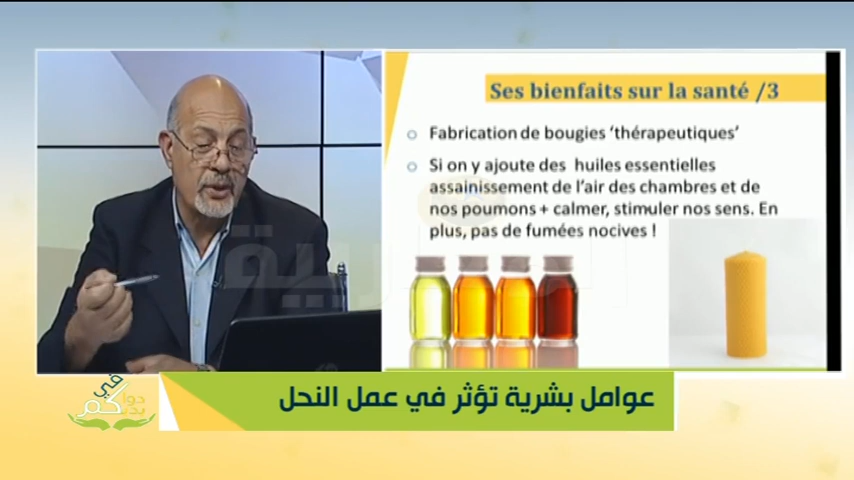 Ses bienfaits sur la santé /3
Fabrication de bougies ‘thérapeutiques’
Si on y ajoute des huiles essentielles
assainissement de l’air des chambres et de
nos poumons + calmer, stimuler nos sens. En
plus, pas de fumées nocives !
عوامل بشرية تؤثر في عمل النحل
في